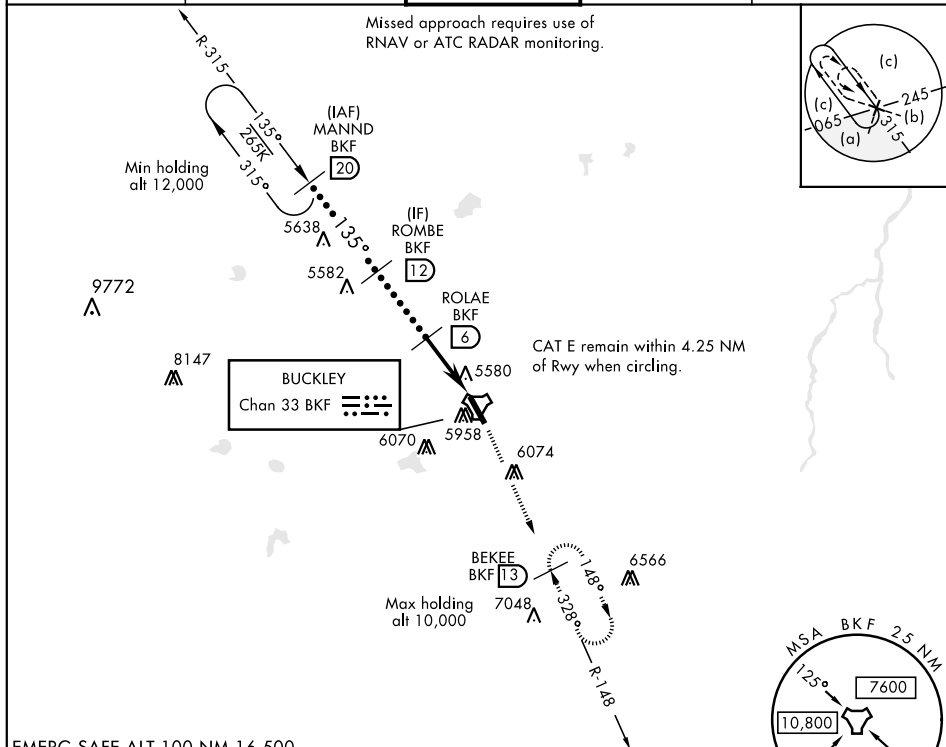 Missed approach requires use of
RNAV or ATC RADAR monitoring.
R-315
135°
265K
315°
Min holding
alt 12,000
(IAF)
MANND
BKF
20
(c)
(c)
245
065
(b)
(a)
315
5638
135°
(IF)
ROMBE
BKF
12
5582
9772
ROLAE
BKF
6
CAT E remain within 4.25 NM
of Rwy when circling.
8147
5580
BUCKLEY
Chan 33 BKF
5958
6070
6074
BEKEE
BKF 13
148°
6566
328°
Max holding
alt 10,000
7048
R-148
MSA BKF 25 NM
125°
7600
10,800
EMERG SAFE ALT 100 NM 16,500